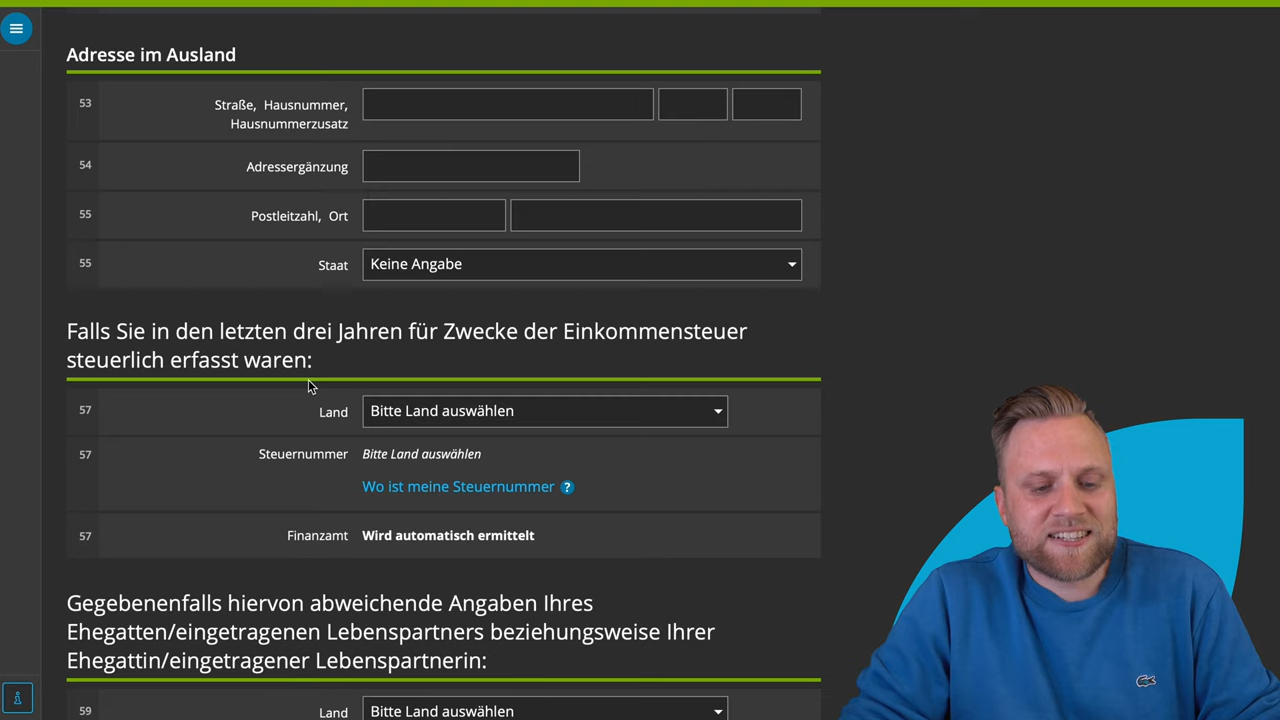 Adresse im Ausland
53 Straße, Hausnummer,
Hausnummerzusatz
54 Adressergänzung
55 Postleitzahl, Ort
55 Staat Keine Angabe
Falls Sie in den letzten drei Jahren für Zwecke der Einkommensteuer
steuerlich erfasst waren:
57 Land Bitte Land auswählen
57 Steuernummer Bitte Land auswählen
Wo ist meine Steuernummer ?
57 Finanzamt Wird automatisch ermittelt
Gegebenenfalls hiervon abweichende Angaben Ihres
Ehegatten/eingetragenen Lebenspartners beziehungsweise Ihrer
Ehegattin/eingetragener Lebenspartnerin:
59 Land Bitte Land auswählen
i